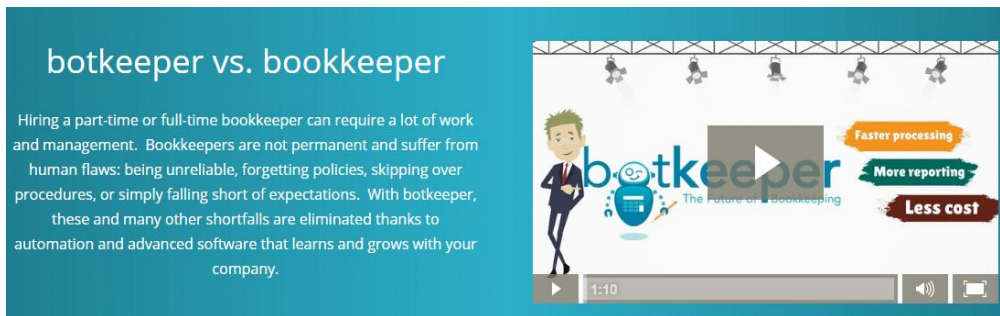 botkeeper vs. bookkeeper
Hiring a part-time or full-time bookkeeper can require a lot of work
and management.  Bookkeepers are not permanent and suffer from
human flaws: being unreliable, forgetting policies, skipping over
procedures, or simply falling short of expectations.  With botkeeper,
these and many other shortfalls are eliminated thanks to
automation and advanced software that learns and grows with your
company.
Faster processing
botkeeper
More reporting
The Future of Bookkeeping
Less cost
1:10